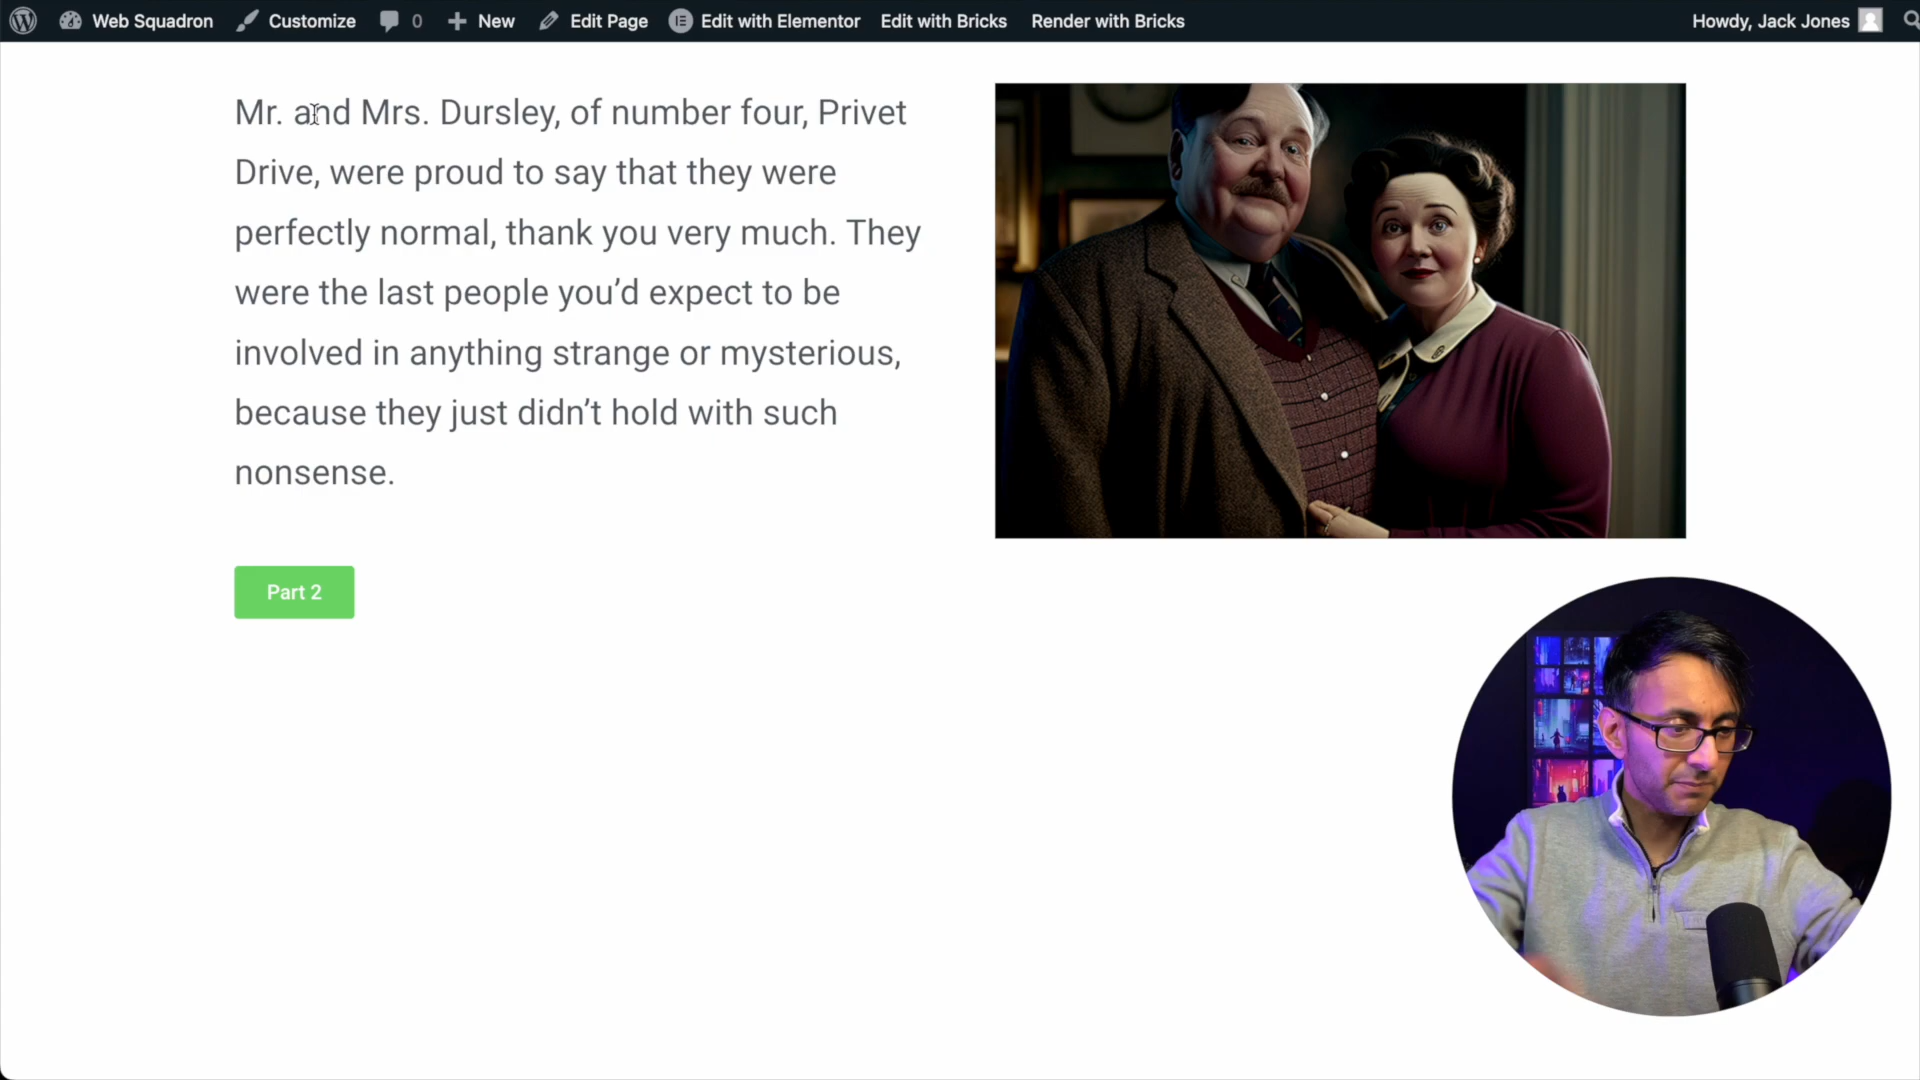 Web Squadron Customize 0 New Edit Page Edit with Elementor Edit with Bricks Render with Bricks Howdy, Jack Jones
Mr. and Mrs. Dursley, of number four, Privet
Drive, were proud to say that they were
perfectly normal, thank you very much. They
were the last people you’d expect to be
involved in anything strange or mysterious,
because they just didn’t hold with such
nonsense.
Part 2